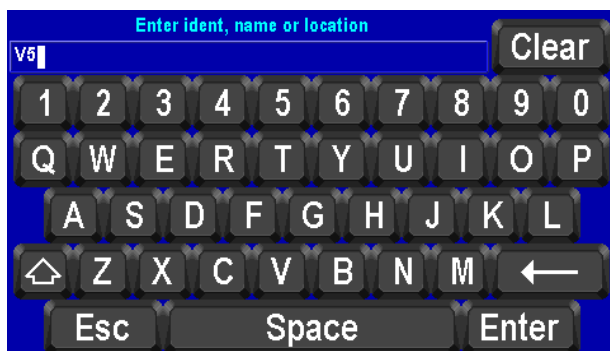 Enter ident, name or location
V5
Clear
1 2 3 4 5 6 7 8 9 0
Q W E R T Y U I O P
A S D F G H J K L
Z X C V B N M
Esc Space Enter